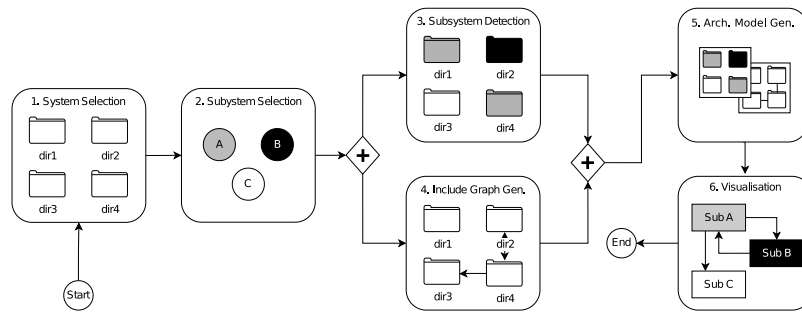 1. System Selection
dir1 dir2
dir3 dir4
Start
2. Subystem Selection
A B
C
3. Subsystem Detection
dir1 dir2
dir3 dir4
4. Include Graph Gen.
dir1 dir2
dir3 dir4
5. Arch. Model Gen.
6. Visualisation
Sub A
Sub B
Sub C
End